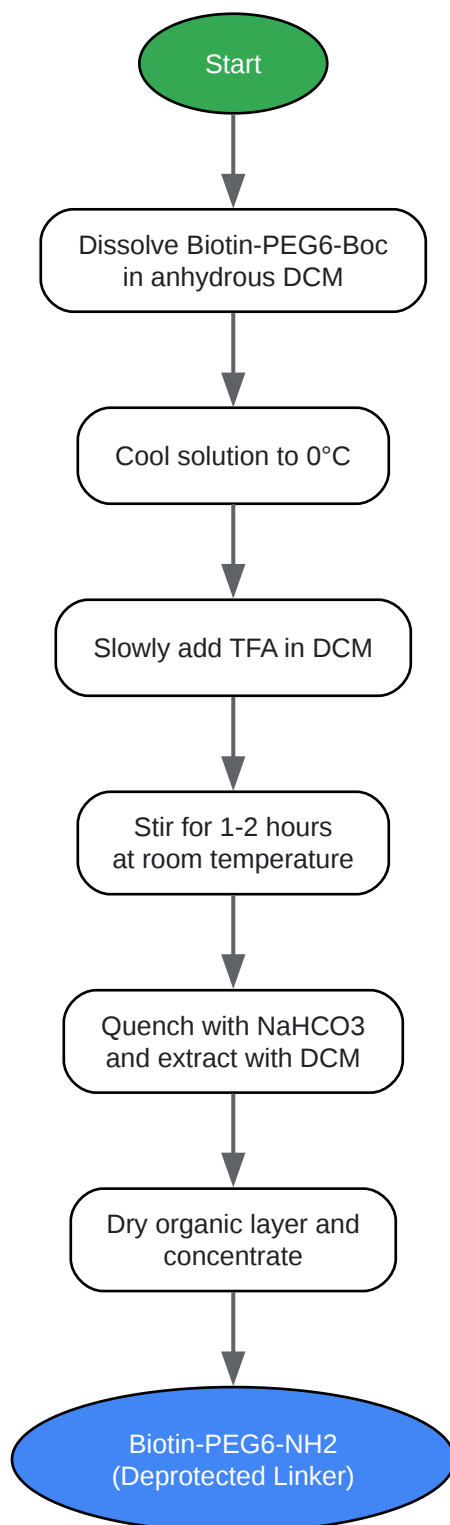 Start
Dissolve Biotin-PEG6-Boc
in anhydrous DCM
Cool solution to 0°C
Slowly add TFA in DCM
Stir for 1-2 hours
at room temperature
Quench with NaHCO3
and extract with DCM
Dry organic layer and
concentrate
Biotin-PEG6-NH2
(Deprotected Linker)